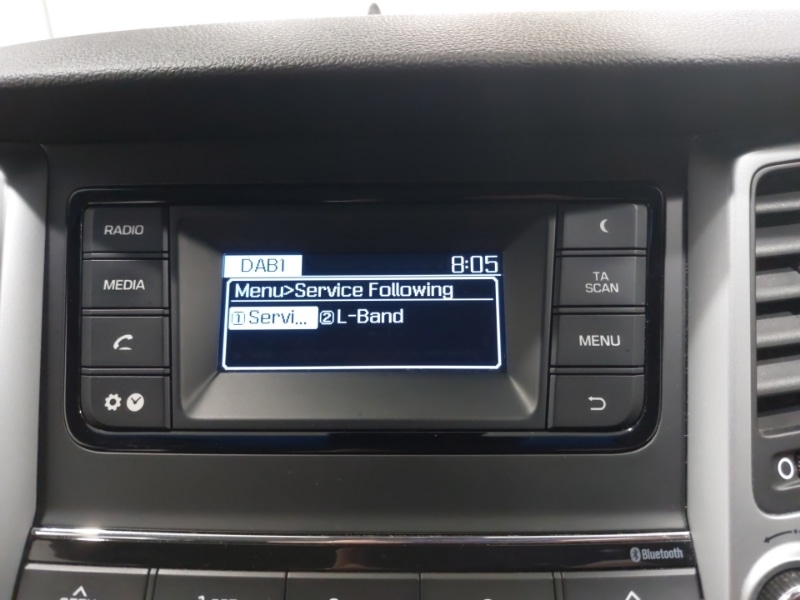 RADIO
MEDIA
DAB1 8:05
Menu>Service Following
1 Servi... 2 L-Band
TA
SCAN
MENU
Bluetooth